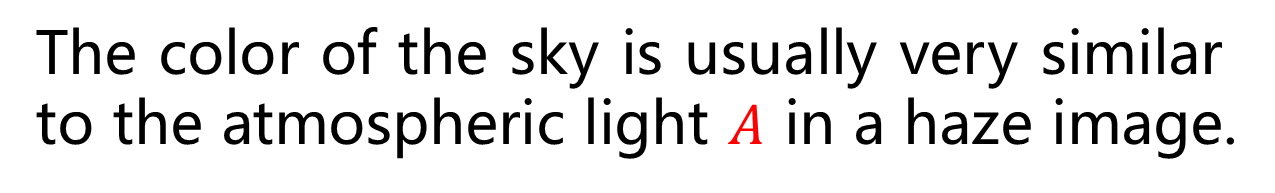 The color of the sky is usually very similar
to the atmospheric light A in a haze image.